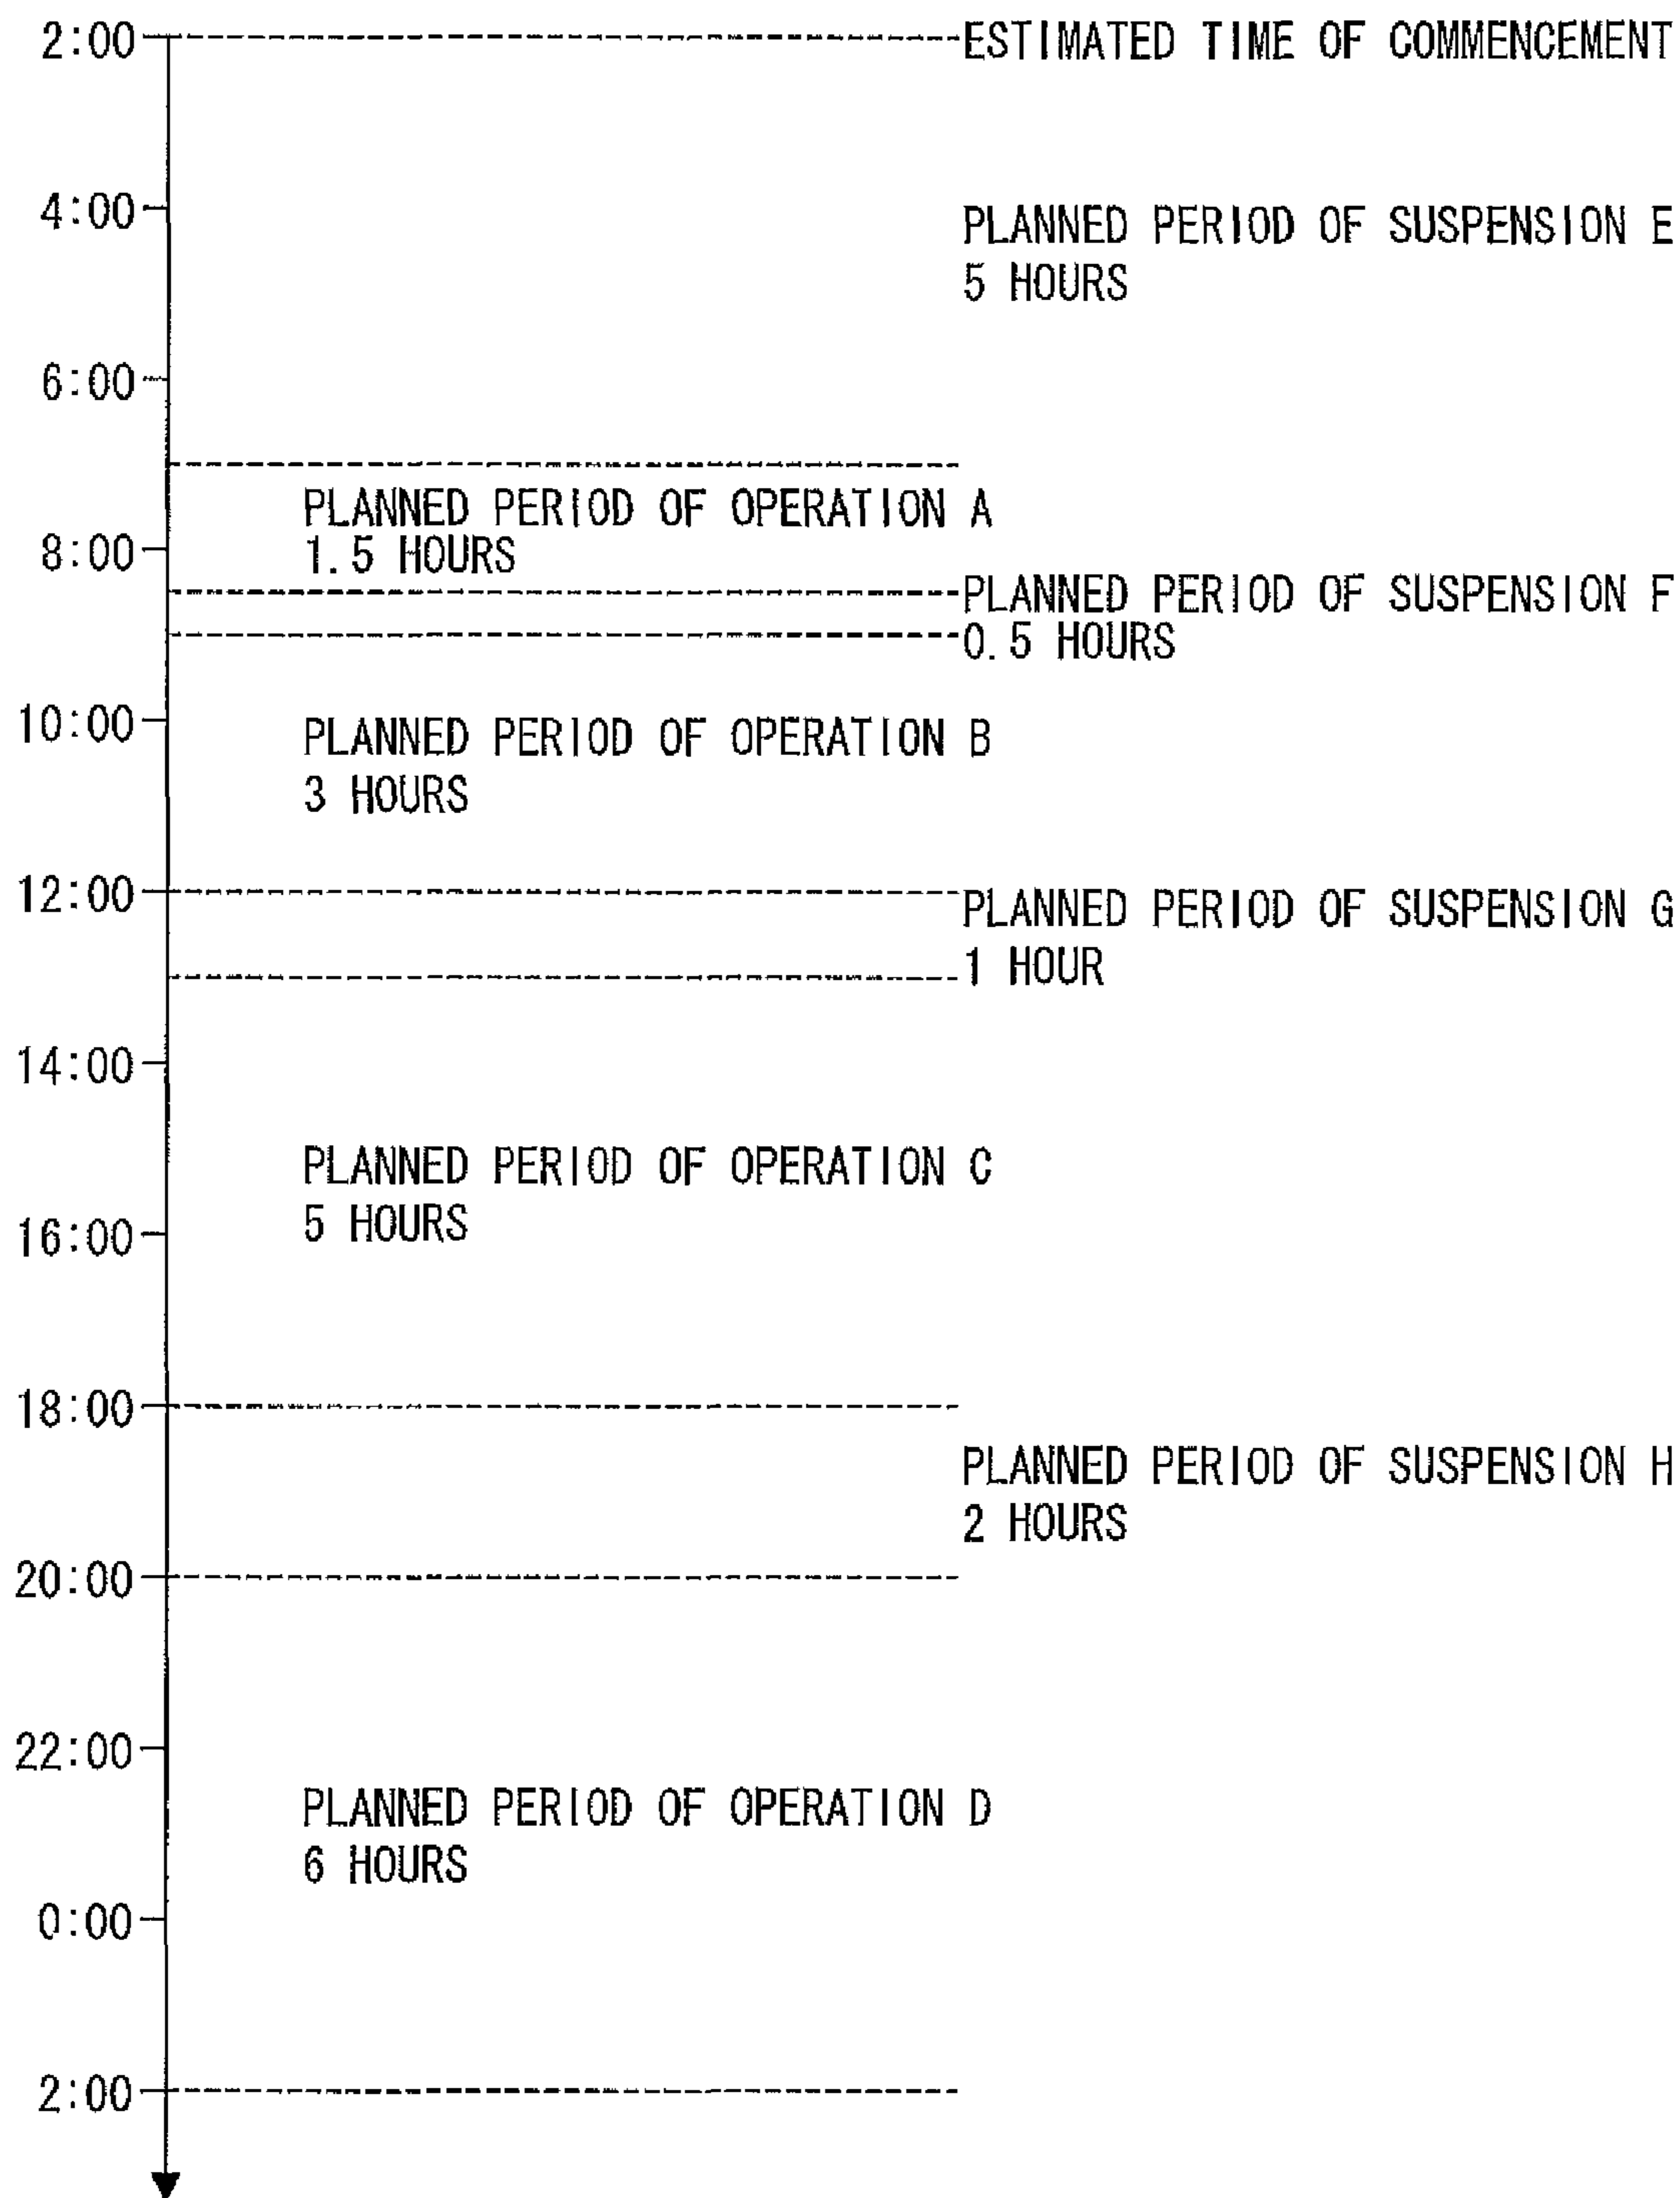 2:00 ESTIMATED TIME OF COMMENCEMENT
4:00
PLANNED PERIOD OF SUSPENSION E
5 HOURS
6:00
PLANNED PERIOD OF OPERATION A
8:00
1.5 HOURS
PLANNED PERIOD OF SUSPENSION F
0.5 HOURS
10:00
PLANNED PERIOD OF OPERATION B
3 HOURS
12:00
PLANNED PERIOD OF SUSPENSION G
1 HOUR
14:00
PLANNED PERIOD OF OPERATION C
5 HOURS
16:00
18:00
PLANNED PERIOD OF SUSPENSION H
2 HOURS
20:00
22:00
PLANNED PERIOD OF OPERATION D
6 HOURS
0:00
2:00